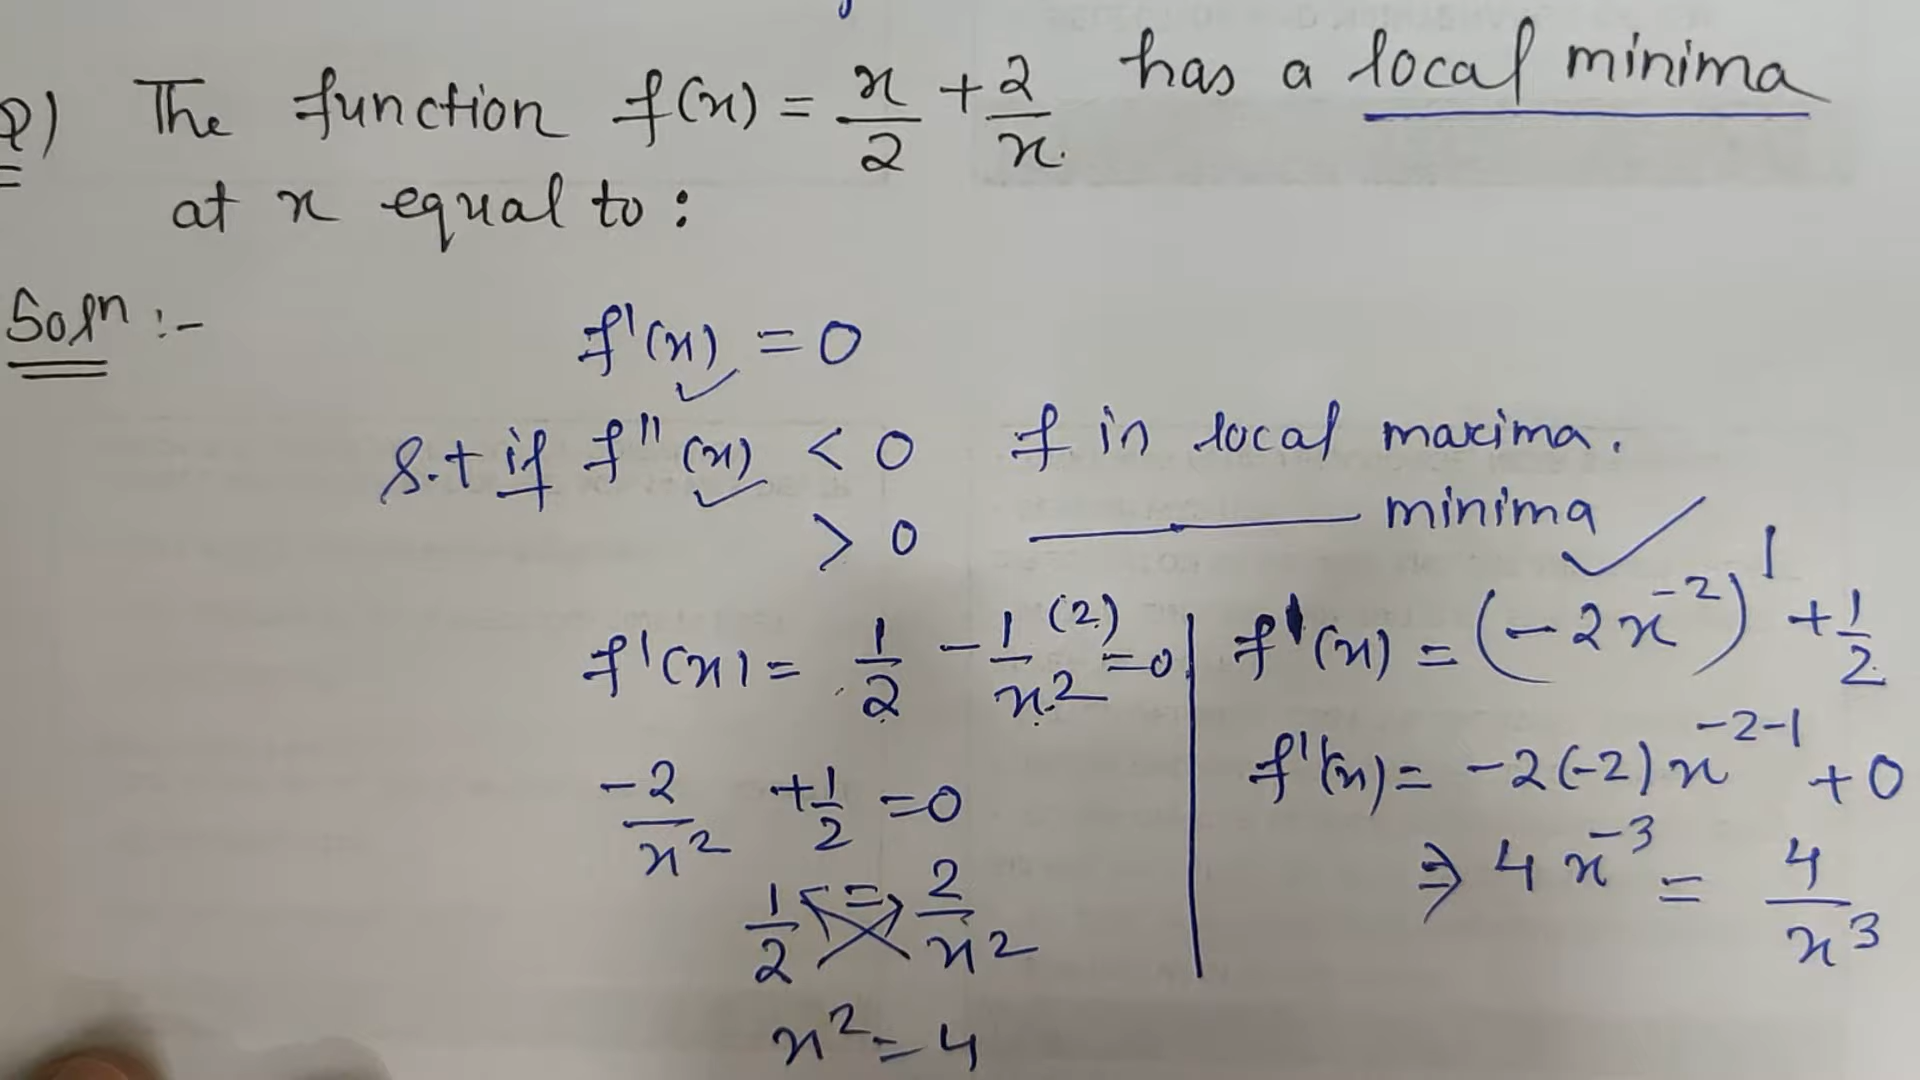 Q) The function f(x) = x/2 + 2/x has a local minima
at x equal to :
Solⁿ :-
f'(x) = 0
S.t if f''(x) < 0 f in local maxima.
> 0 ——— minima ✓
f'(x) = 1/2 - 1/x² (2) = 0
-2/x² + 1/2 = 0
1/2 = 2/x²
x² = 4
f'(x) = (-2x⁻²)' + 1/2
f''(x) = -2(-2)x⁻²⁻¹ + 0
⇒ 4x⁻³ = 4/x³